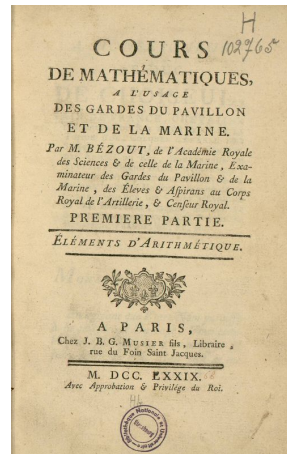 H
102765
COURS
DE MATHÉMATIQUES,
A L'USAGE
DES GARDES DU PAVILLON
ET DE LA MARINE.
Par M. BÉZOUT, de l'Académie Royale
des Sciences & de celle de la Marine, Exa-
minateur des Gardes du Pavillon & de la
Marine, des Éleves & Aspirans au Corps
Royal de l'Artillerie, & Censeur Royal.
PREMIERE PARTIE.
ÉLÉMENTS D'ARITHMÉTIQUE.
A PARIS,
Chez J. B. G. MUSIER fils, Libraire,
rue du Foin Saint Jacques.
M. DCC. LXXIX.
Avec Approbation & Privilége du Roi.